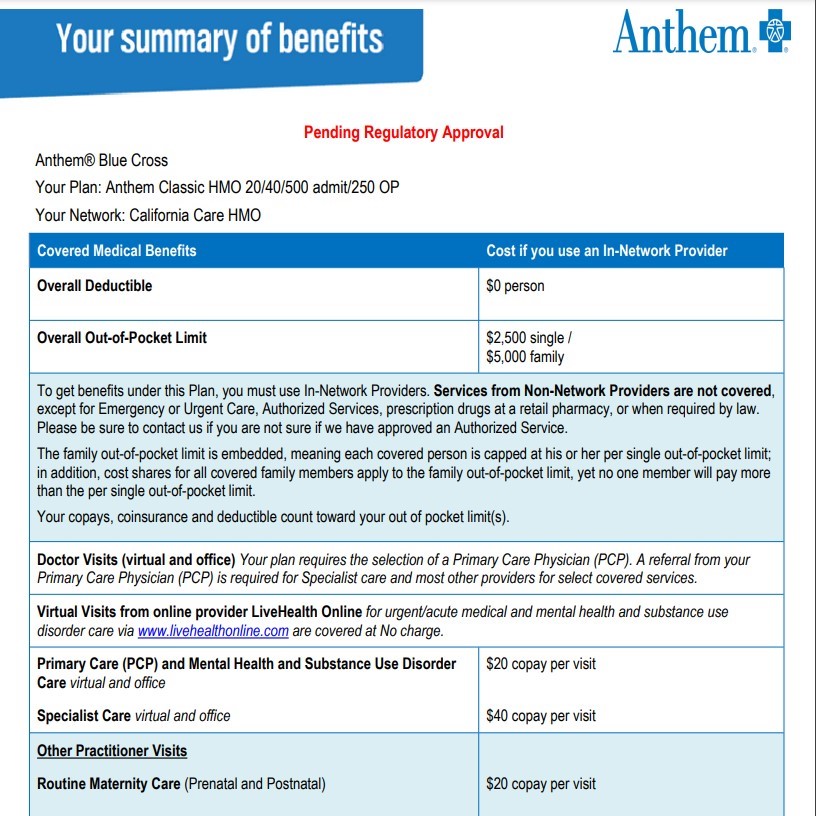 Your summary of benefits
Anthem®
Pending Regulatory Approval
Anthem® Blue Cross
Your Plan: Anthem Classic HMO 20/40/500 admit/250 OP
Your Network: California Care HMO
Covered Medical Benefits
Cost if you use an In-Network Provider
Overall Deductible
$0 person
Overall Out-of-Pocket Limit
$2,500 single /
$5,000 family
To get benefits under this Plan, you must use In-Network Providers. Services from Non-Network Providers are not covered,
except for Emergency or Urgent Care, Authorized Services, prescription drugs at a retail pharmacy, or when required by law.
Please be sure to contact us if you are not sure if we have approved an Authorized Service.
The family out-of-pocket limit is embedded, meaning each covered person is capped at his or her per single out-of-pocket limit;
in addition, cost shares for all covered family members apply to the family out-of-pocket limit, yet no one member will pay more
than the per single out-of-pocket limit.
Your copays, coinsurance and deductible count toward your out of pocket limit(s).
Doctor Visits (virtual and office) Your plan requires the selection of a Primary Care Physician (PCP). A referral from your
Primary Care Physician (PCP) is required for Specialist care and most other providers for select covered services.
Virtual Visits from online provider LiveHealth Online for urgent/acute medical and mental health and substance use
disorder care via www.livehealthonline.com are covered at No charge.
Primary Care (PCP) and Mental Health and Substance Use Disorder
Care virtual and office
$20 copay per visit
Specialist Care virtual and office
$40 copay per visit
Other Practitioner Visits
Routine Maternity Care (Prenatal and Postnatal)
$20 copay per visit